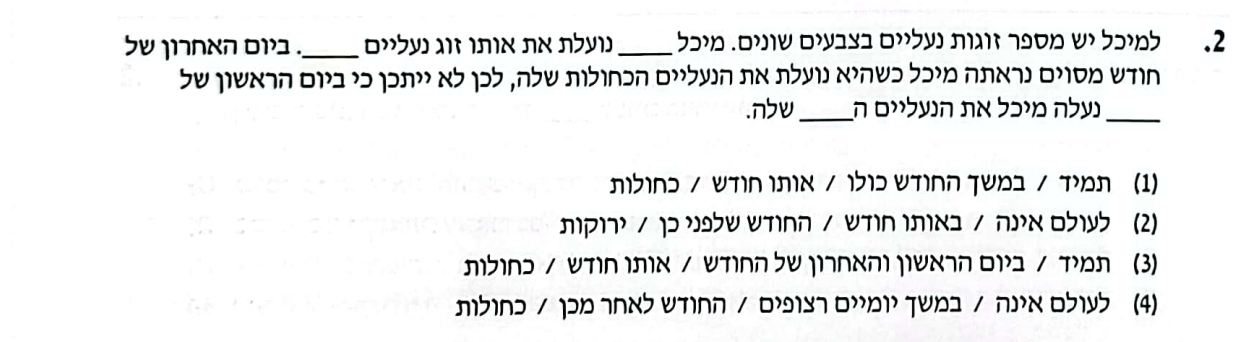 2. למיכל יש מספר זוגות נעליים בצבעים שונים. מיכל _____ נועלת את אותו זוג נעליים _____. ביום האחרון של
חודש מסוים נראתה מיכל כשהיא נועלת את הנעליים הכחולות שלה, לכן לא ייתכן כי ביום הראשון של
_____ נעלה מיכל את הנעליים ה_____ שלה.
(1) תמיד / במשך החודש כולו / אותו חודש / כחולות
(2) לעולם אינה / באותו חודש / החודש שלפני כן / ירוקות
(3) תמיד / ביום הראשון והאחרון של החודש / אותו חודש / כחולות
(4) לעולם אינה / במשך יומיים רצופים / החודש לאחר מכן / כחולות